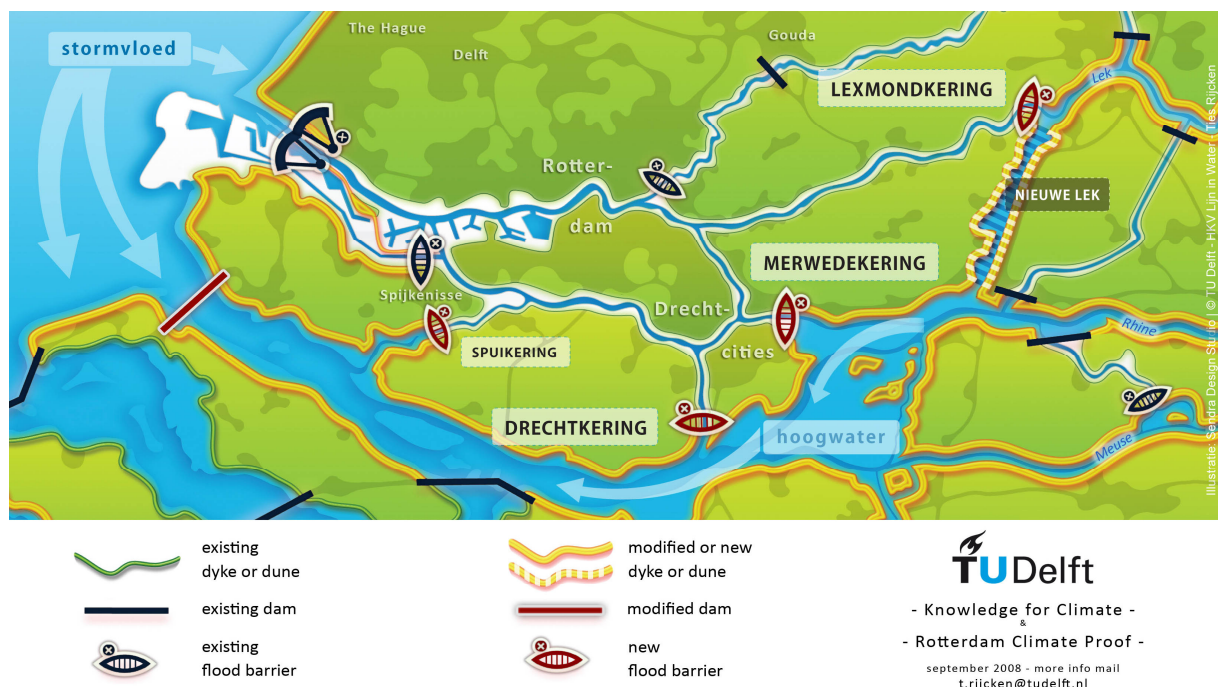 The Hague
Gouda
stormvloed
Delft
Lek
LEXMONDKERING
Rotter-
dam
NIEUWE LEK
MERWEDEKERING
Spijkenisse
Drecht-
cities
Rhine
SPUIKERING
DRECHTKERING
hoogwater
Meuse
Illustratie: Sendra Design Studio | © TU Delft - HKV Lijn in Water - Ties Rijcken
existing
dyke or dune
existing dam
existing
flood barrier
modified or new
dyke or dune
modified dam
new
flood barrier
TUDelft
- Knowledge for Climate -
&
- Rotterdam Climate Proof -
september 2008 - more info mail
t.rijcken@tudelft.nl